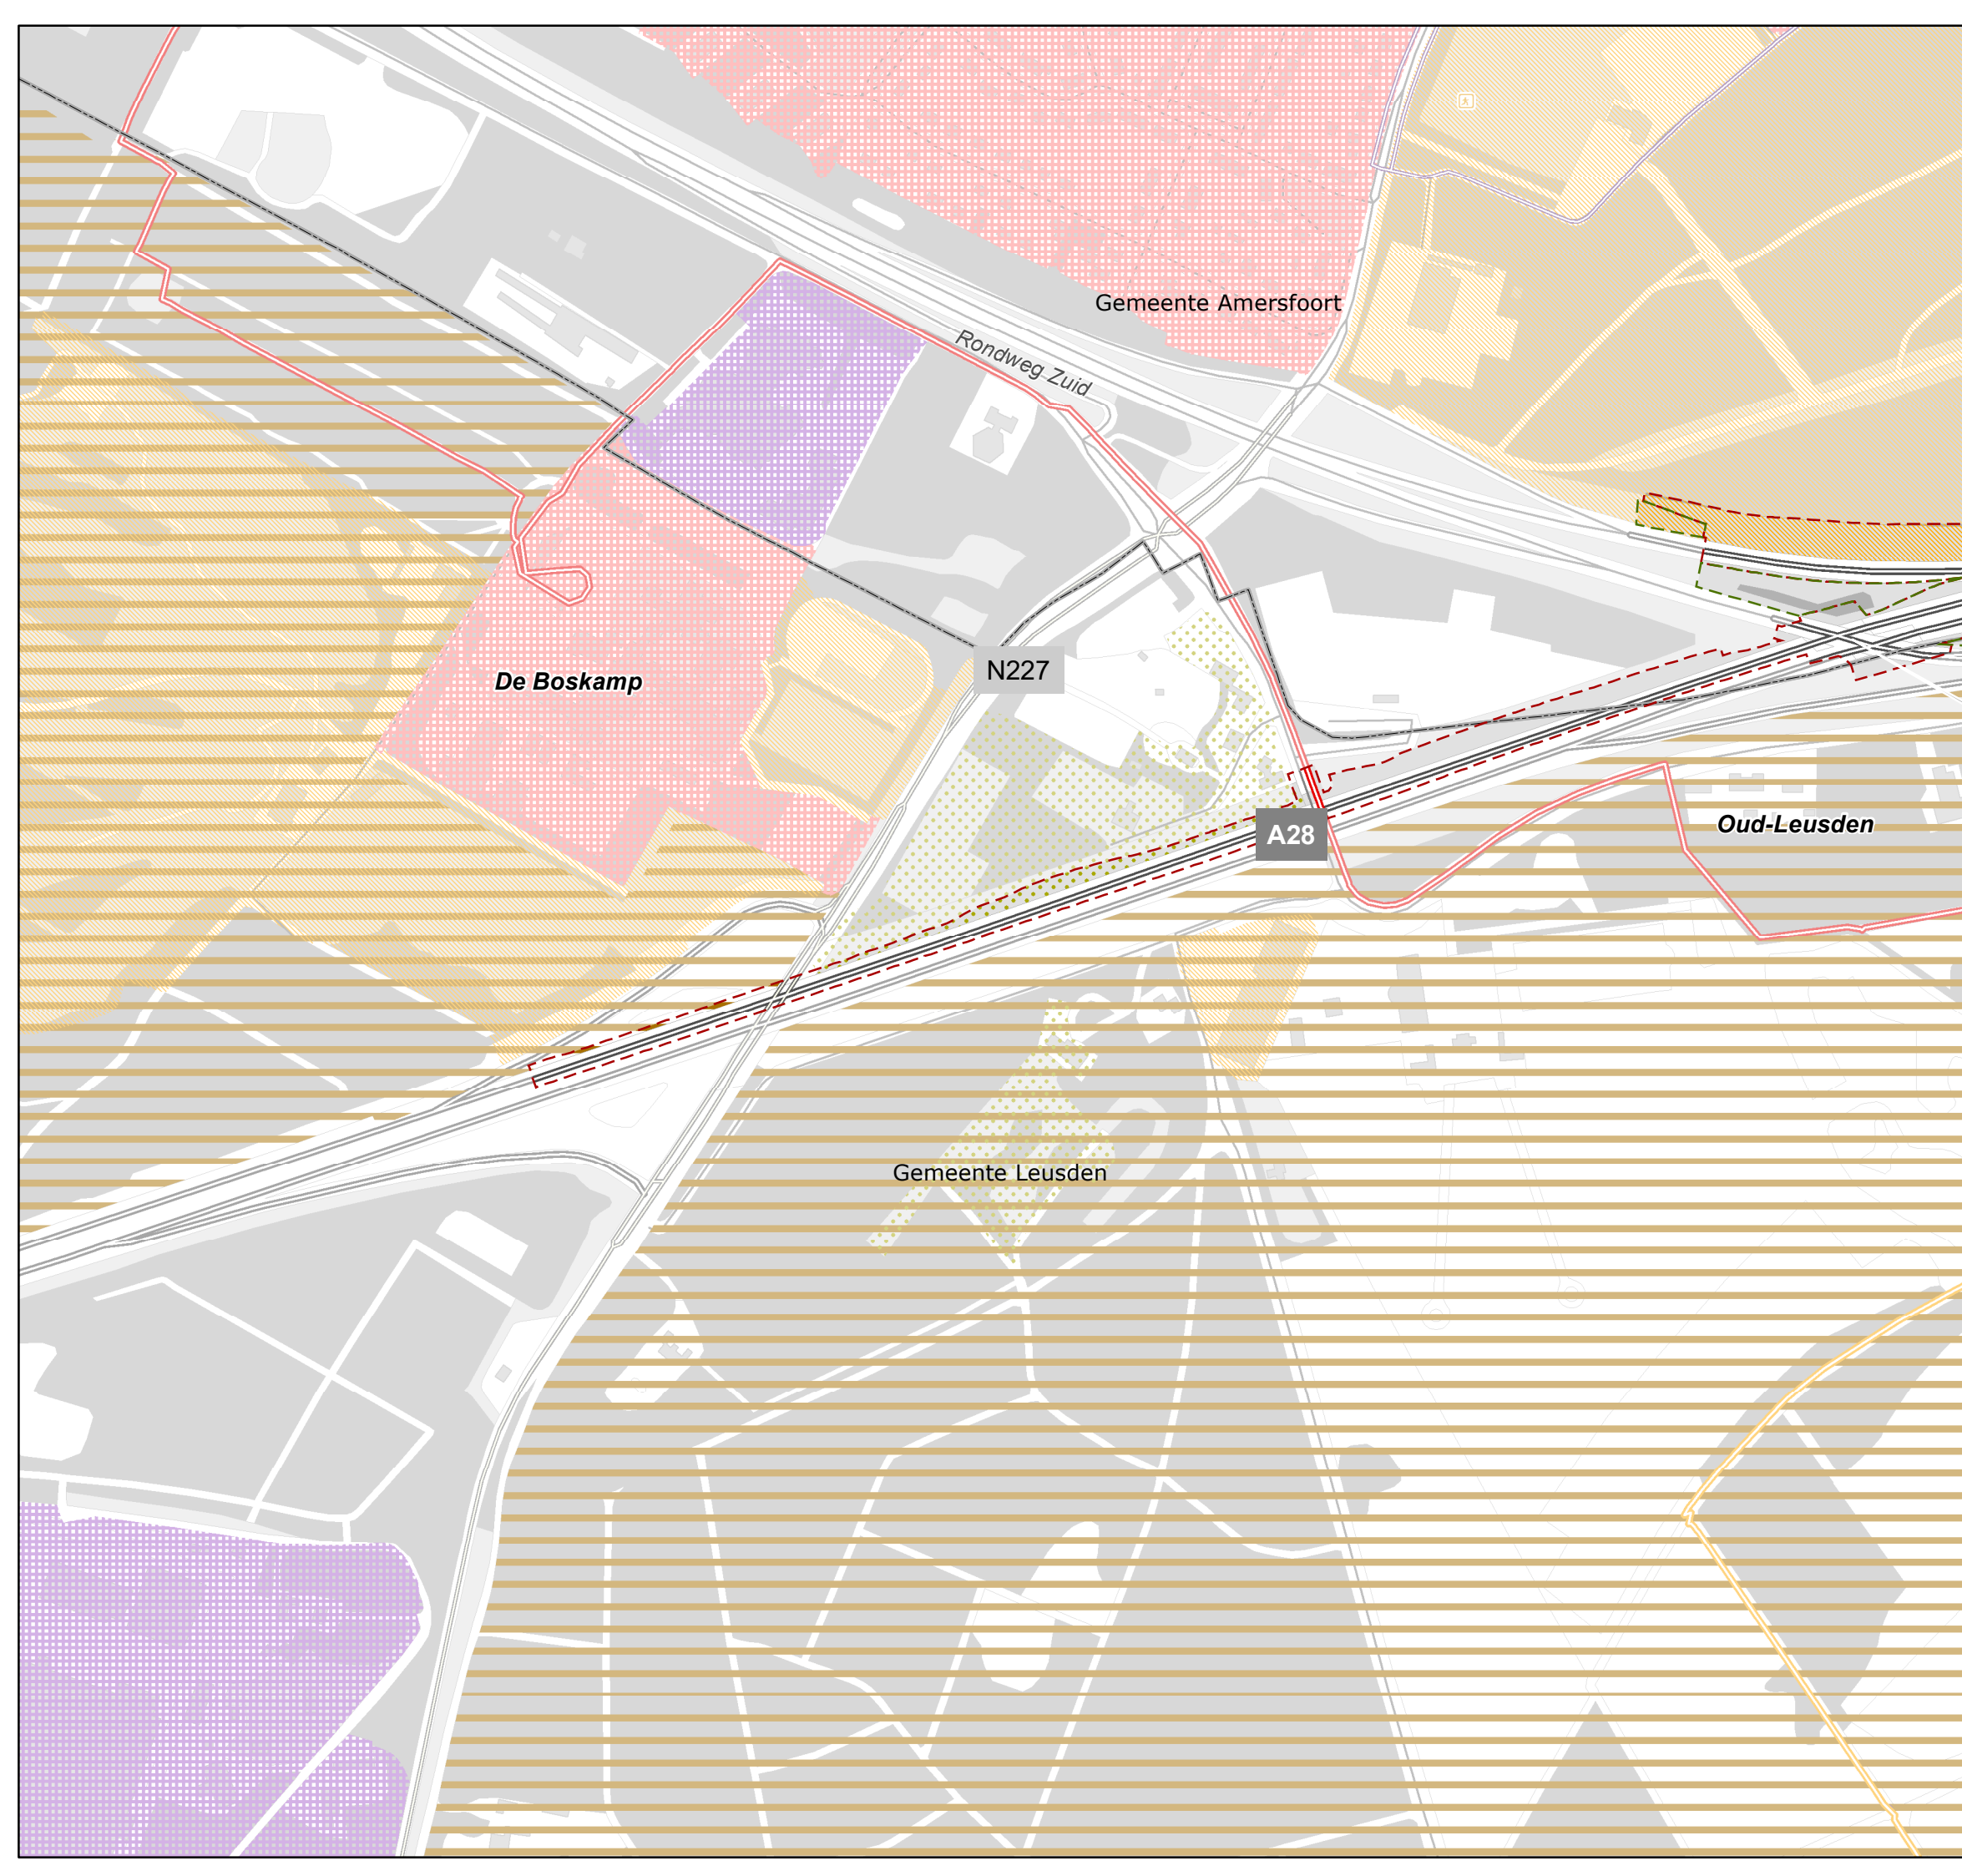 Gemeente Amersfoort
Rondweg Zuid
N227
De Boskamp
A28
Oud-Leusden
Gemeente Leusden